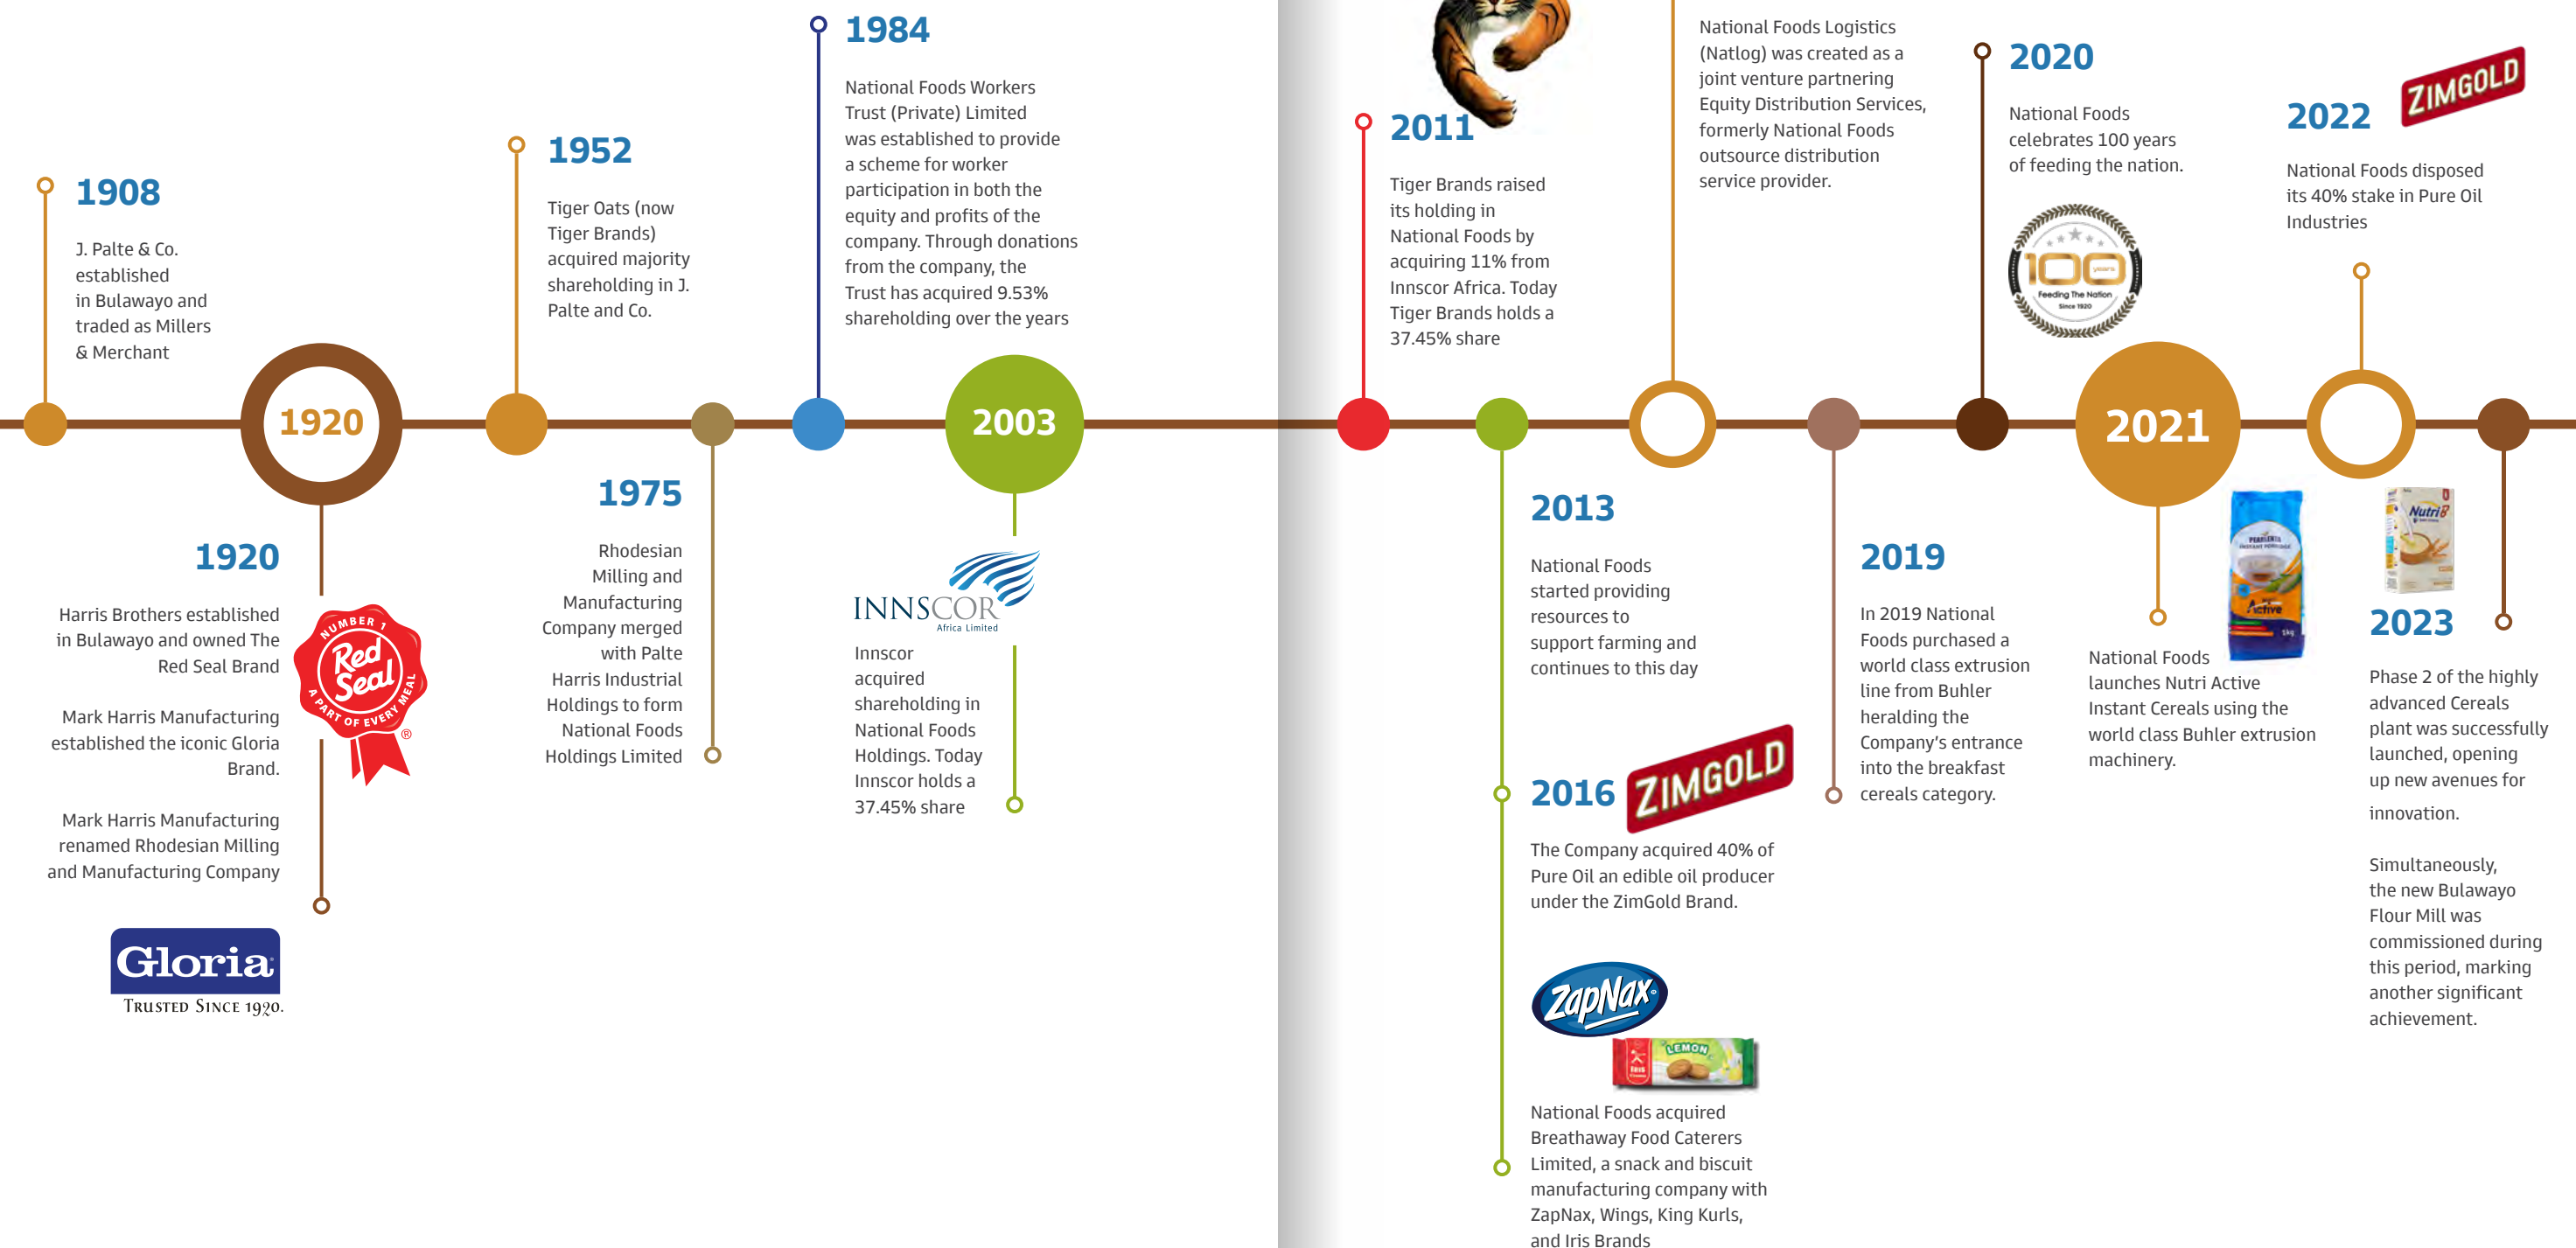 1908
J. Palte & Co.
established
in Bulawayo and
traded as Millers
& Merchant
1920
1920
Harris Brothers established
in Bulawayo and owned The
Red Seal Brand
Mark Harris Manufacturing
established the iconic Gloria
Brand.
Mark Harris Manufacturing
renamed Rhodesian Milling
and Manufacturing Company
NUMBER 1
Red
Seal
A PART OF EVERY MEAL
®
Gloria
TRUSTED SINCE 1920.
1952
Tiger Oats (now
Tiger Brands)
acquired majority
shareholding in J.
Palte and Co.
1975
Rhodesian
Milling and
Manufacturing
Company merged
with Palte
Harris Industrial
Holdings to form
National Foods
Holdings Limited
1984
National Foods Workers
Trust (Private) Limited
was established to provide
a scheme for worker
participation in both the
equity and profits of the
company. Through donations
from the company, the
Trust has acquired 9.53%
shareholding over the years
2003
INNSCOR
Africa Limited
Innscor
acquired
shareholding in
National Foods
Holdings. Today
Innscor holds a
37.45% share
2011
Tiger Brands raised
its holding in
National Foods by
acquiring 11% from
Innscor Africa. Today
Tiger Brands holds a
37.45% share
2013
National Foods
started providing
resources to
support farming and
continues to this day
2016
ZIMGOLD
The Company acquired 40% of
Pure Oil an edible oil producer
under the ZimGold Brand.
ZapNax
LEMON
National Foods acquired
Breathaway Food Caterers
Limited, a snack and biscuit
manufacturing company with
ZapNax, Wings, King Kurls,
and Iris Brands
National Foods Logistics
(Natlog) was created as a
joint venture partnering
Equity Distribution Services,
formerly National Foods
outsource distribution
service provider.
2019
In 2019 National
Foods purchased a
world class extrusion
line from Buhler
heralding the
Company's entrance
into the breakfast
cereals category.
2020
National Foods
celebrates 100 years
of feeding the nation.
100 years
Feeding The Nation
Since 1920
2021
National Foods
launches Nutri Active
Instant Cereals using the
world class Buhler extrusion
machinery.
PEARLENTA
INSTANT PORRIDGE
Active
5kg
2022
ZIMGOLD
National Foods disposed
its 40% stake in Pure Oil
Industries
Nutri B
2023
Phase 2 of the highly
advanced Cereals
plant was successfully
launched, opening
up new avenues for
innovation.
Simultaneously,
the new Bulawayo
Flour Mill was
commissioned during
this period, marking
another significant
achievement.